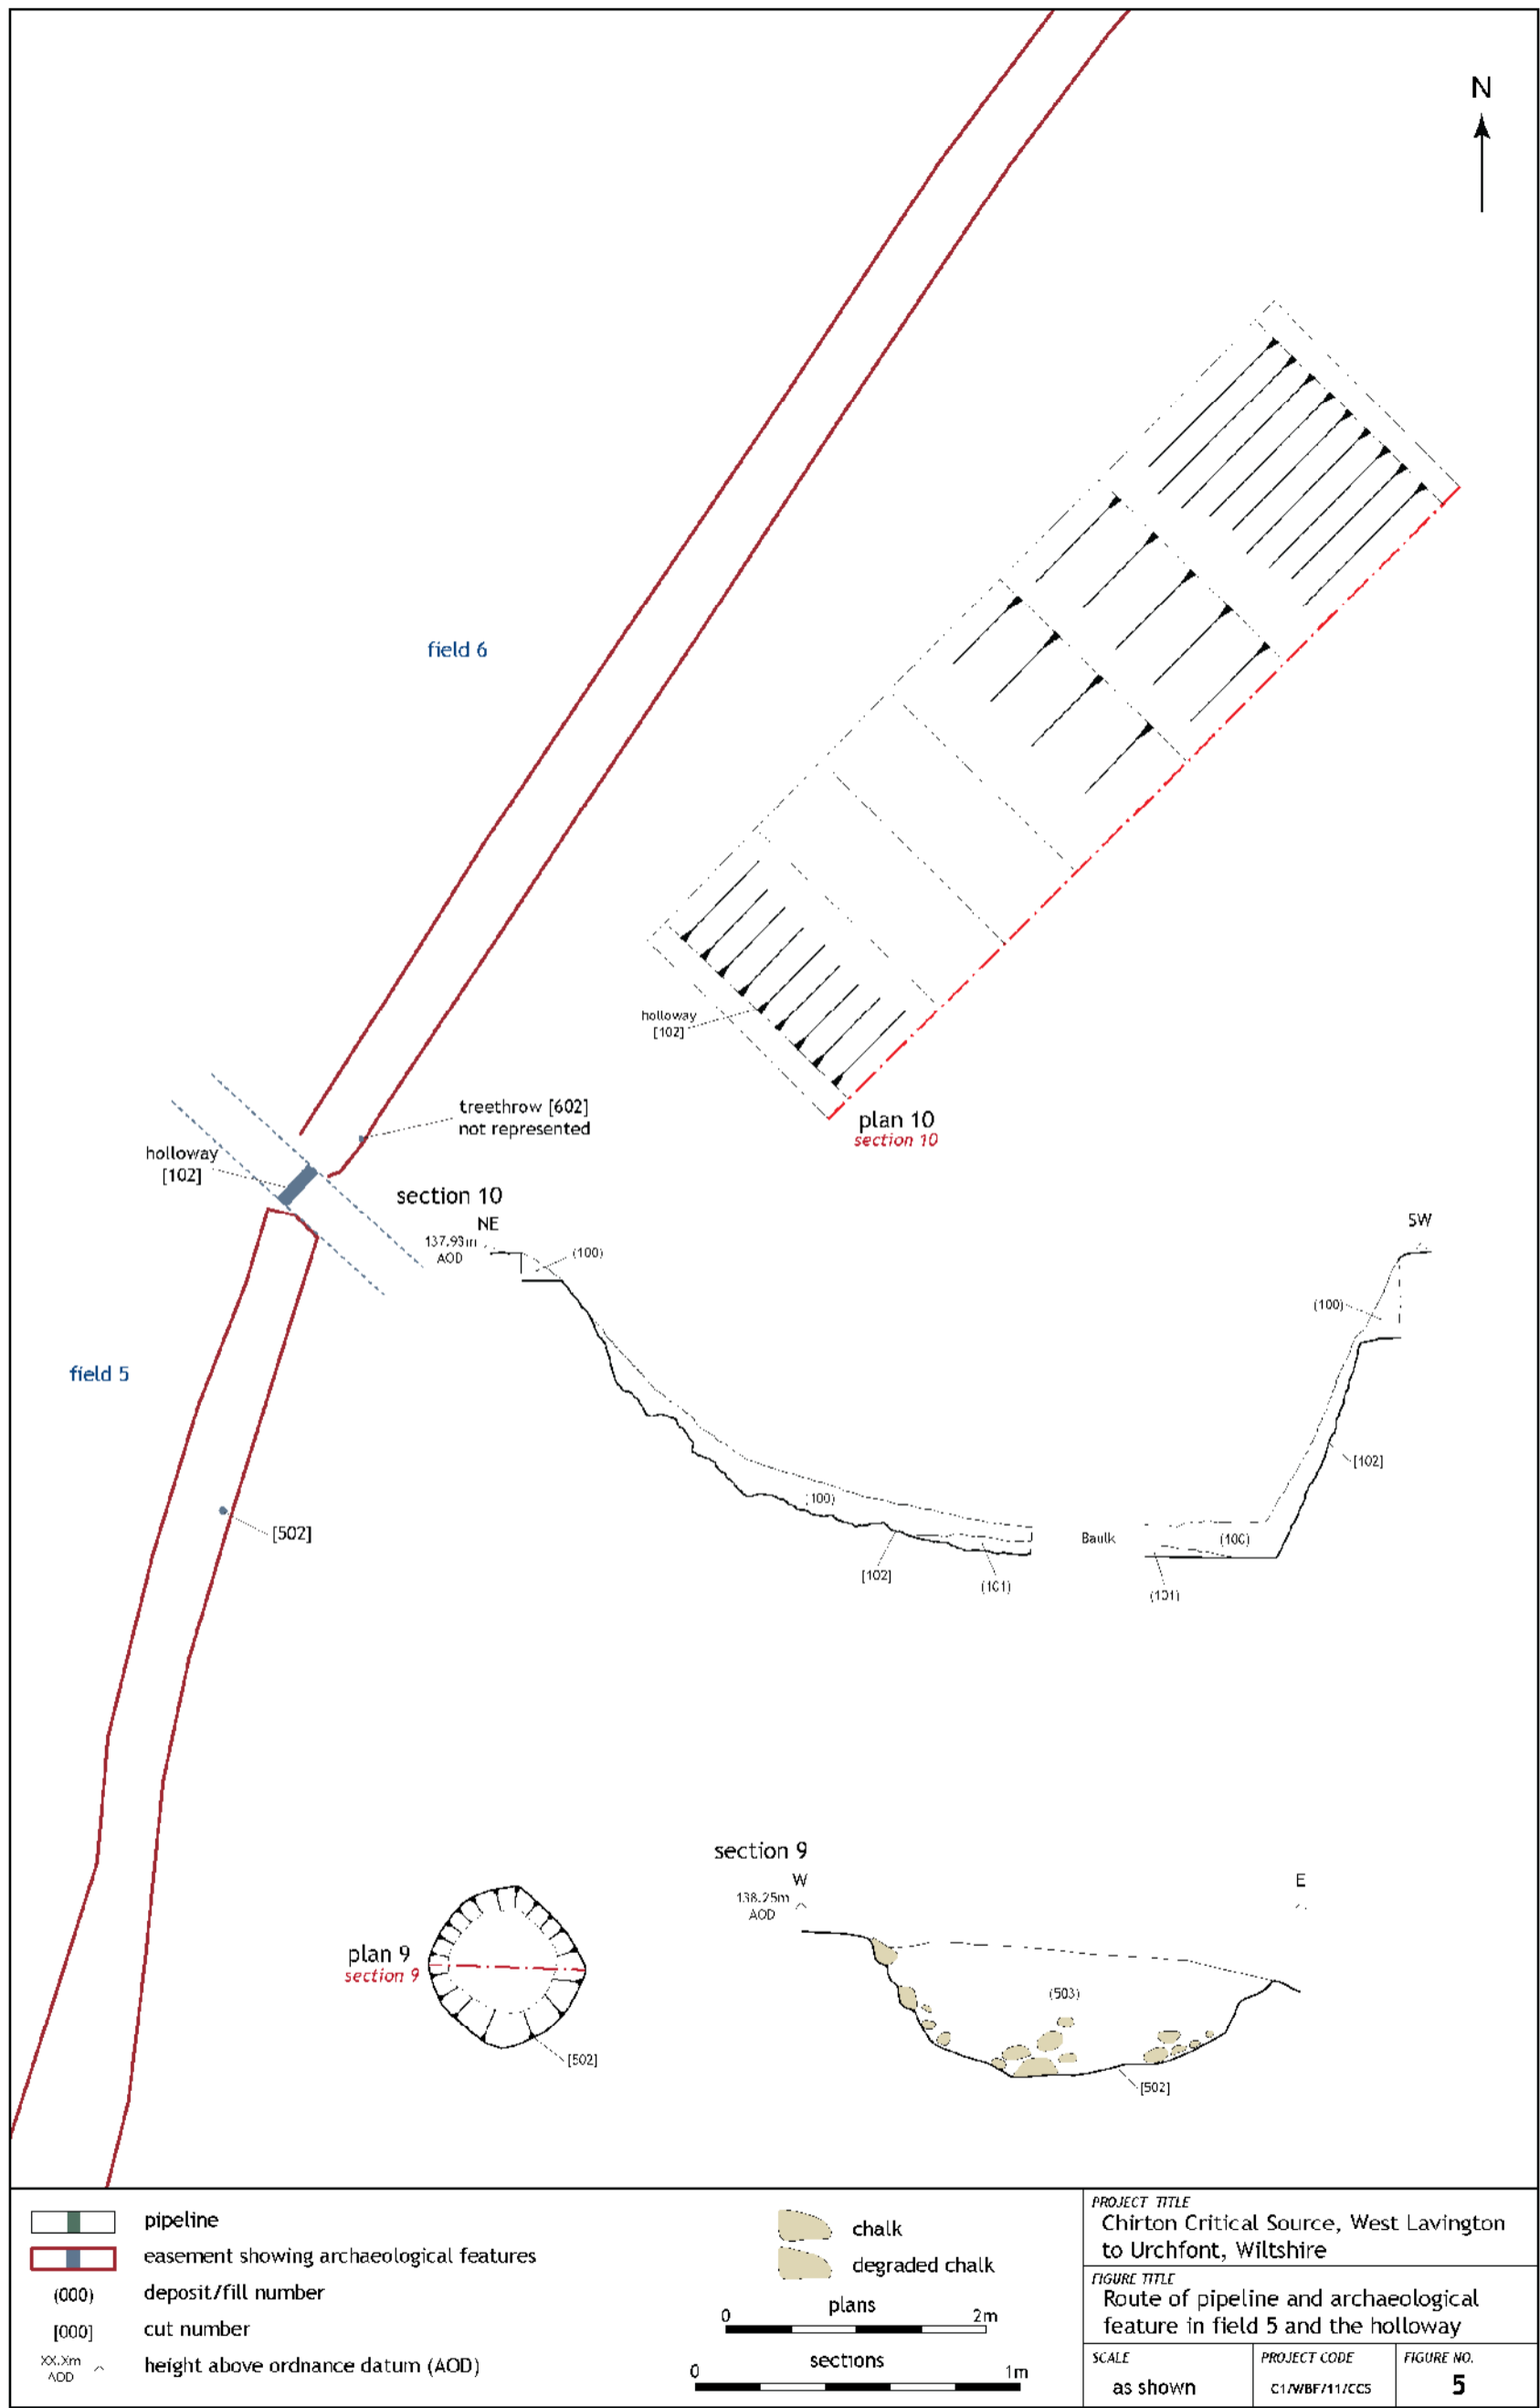 N
field 6
holloway
[102]
plan 10
section 10
treethrow [602]
not represented
holloway
[102]
section 10
NE
SW
137.93m
AOD
(100)
(100)
field 5
[102]
(100)
Baulk
(100)
[502]
[102]
(101)
(101)
section 9
W
E
138.25m
AOD
plan 9
section 9
(503)
[502]
[502]
pipeline
easement showing archaeological features
(000) deposit/fill number
[000] cut number
XX.Xm
AOD
height above ordnance datum (AOD)
chalk
degraded chalk
plans
0 2m
sections
0 1m
PROJECT TITLE
Chirton Critical Source, West Lavington
to Urchfont, Wiltshire
FIGURE TITLE
Route of pipeline and archaeological
feature in field 5 and the holloway
SCALE
as shown
PROJECT CODE
C1/WBF/11/CCS
FIGURE NO.
5